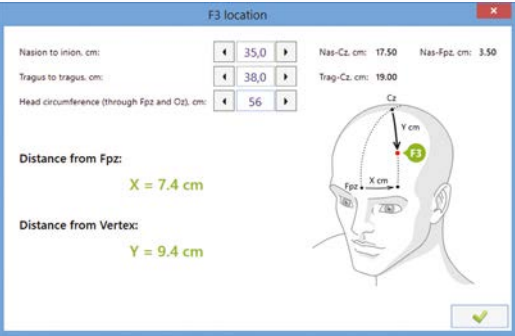 F3 location
Nasion to inion, cm: 35,0 Nas-Cz, cm: 17.50 Nas-Fpz, cm: 3.50
Tragus to tragus, cm: 38,0 Trag-Cz, cm: 19.00
Head circumference (through Fpz and Oz), cm: 56
Cz
Y cm
F3
Distance from Fpz:
X = 7.4 cm
Fpz
X cm
Distance from Vertex:
Y = 9.4 cm